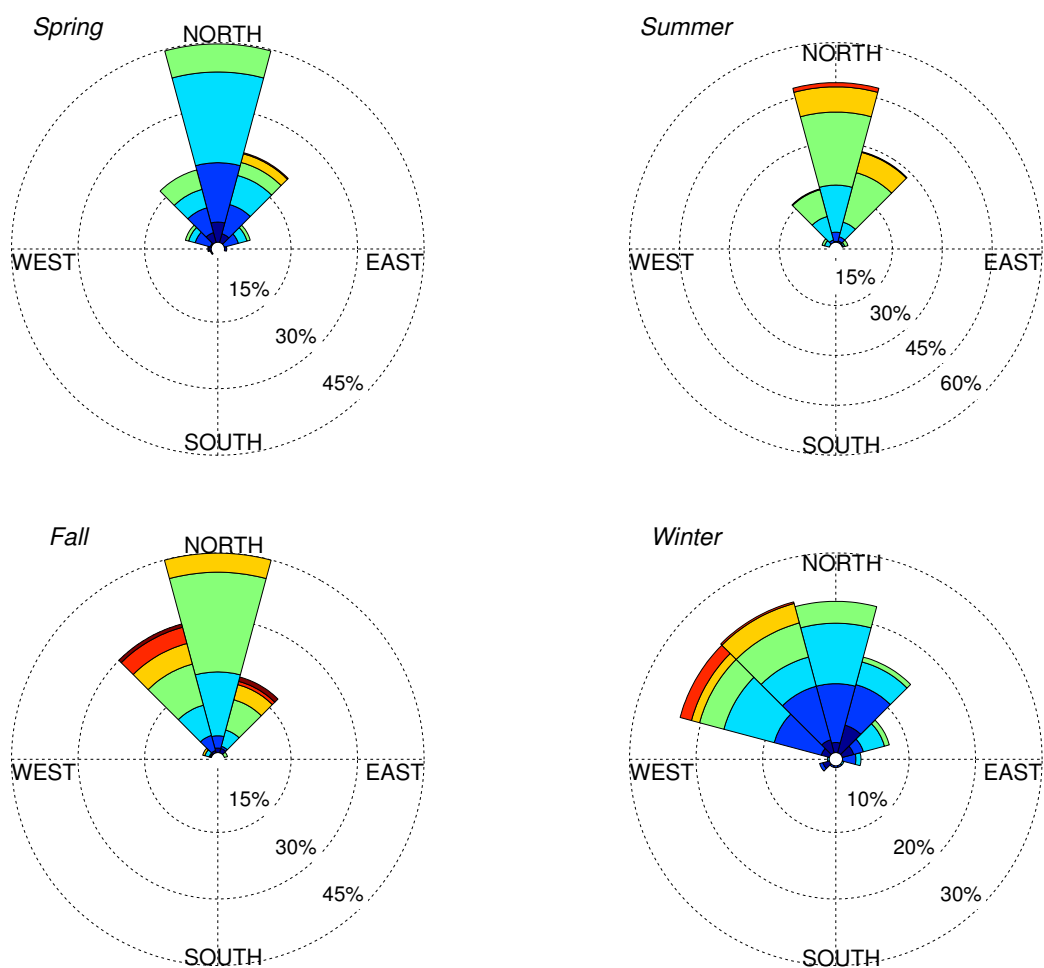 Spring
NORTH
WEST
EAST
15%
30%
45%
SOUTH
Summer
NORTH
WEST
EAST
15%
30%
45%
60%
SOUTH
Fall
NORTH
WEST
EAST
15%
30%
45%
SOUTH
Winter
NORTH
WEST
EAST
10%
20%
30%
SOUTH